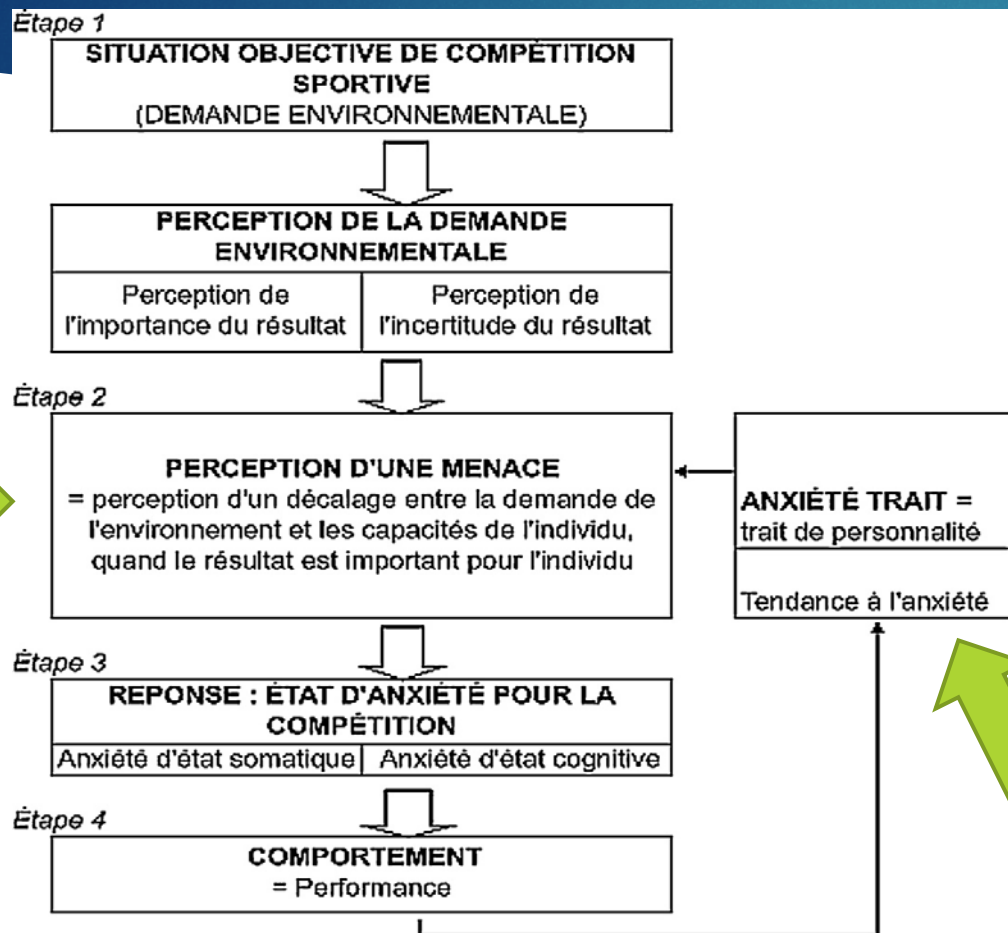 Étape 1
SITUATION OBJECTIVE DE COMPÉTITION
SPORTIVE
(DEMANDE ENVIRONNEMENTALE)
PERCEPTION DE LA DEMANDE
ENVIRONNEMENTALE
Perception de
l'importance du résultat
Perception de
l'incertitude du résultat
Étape 2
PERCEPTION D'UNE MENACE
= perception d'un décalage entre la demande de
l'environnement et les capacités de l'individu,
quand le résultat est important pour l'individu
ANXIÉTÉ TRAIT =
trait de personnalité
Tendance à l'anxiété
Étape 3
REPONSE : ÉTAT D'ANXIÉTÉ POUR LA
COMPÉTITION
Anxiété d'état somatique
Anxiété d'état cognitive
Étape 4
COMPORTEMENT
= Performance